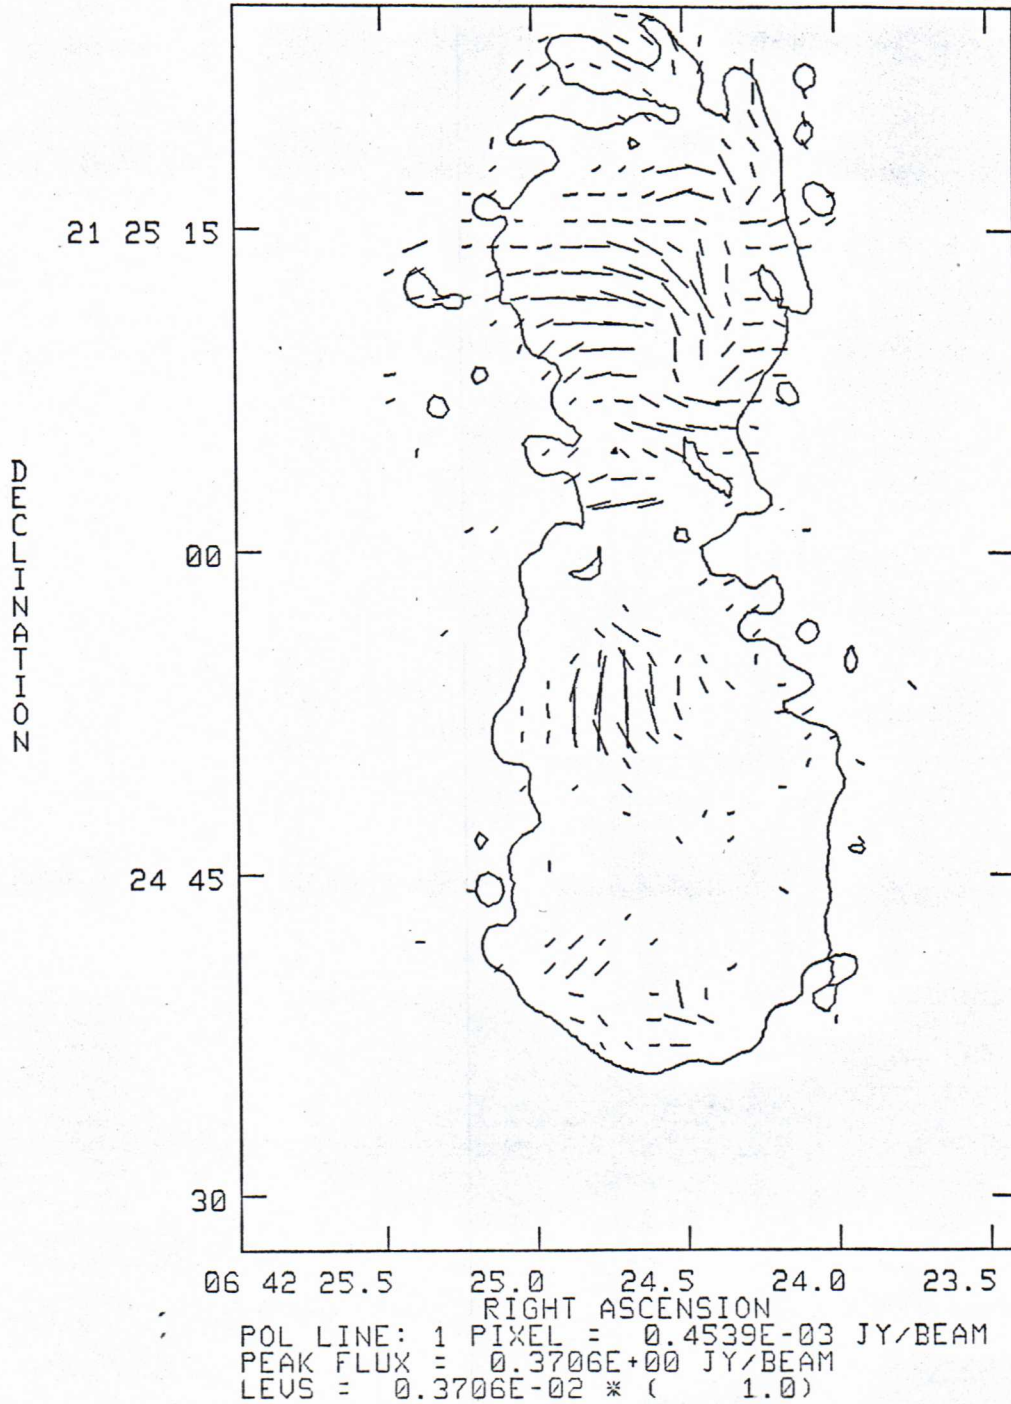 21 25 15
00
24 45
30
DECLINATION
06 42 25.5 25.0 24.5 24.0 23.5
RIGHT ASCENSION
POL LINE: 1 PIXEL = 0.4539E-03 JY/BEAM
PEAK FLUX = 0.3706E+00 JY/BEAM
LEVS = 0.3706E-02 * ( 1.0)